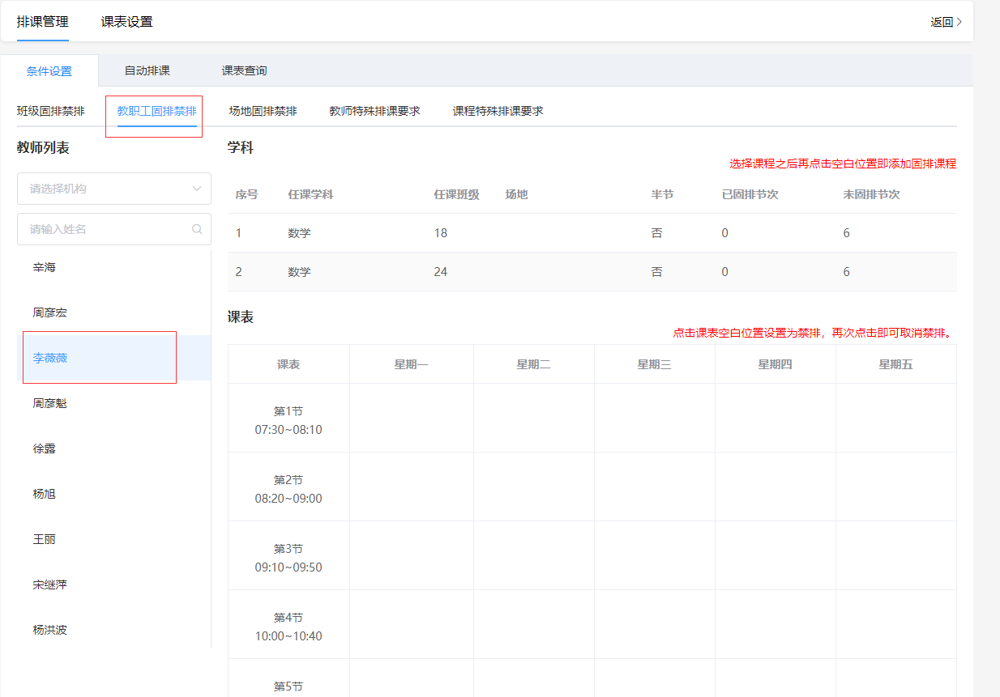 排课管理 课表设置 返回
条件设置 自动排课 课表查询
班级固排禁排 教职工固排禁排 场地固排禁排 教师特殊排课要求 课程特殊排课要求
教师列表
请选择机构
请输入姓名
辛海
周彦宏
李薇薇
周彦魁
徐露
杨旭
王丽
宋继萍
杨洪波
学科
选择课程之后再点击空白位置即添加固排课程
序号 任课学科 任课班级 场地 半节 已固排节次 未固排节次
1 数学 18 否 0 6
2 数学 24 否 0 6
课表
点击课表空白位置设置为禁排，再次点击即可取消禁排。
课表 星期一 星期二 星期三 星期四 星期五
第1节
07:30~08:10
第2节
08:20~09:00
第3节
09:10~09:50
第4节
10:00~10:40
第5节